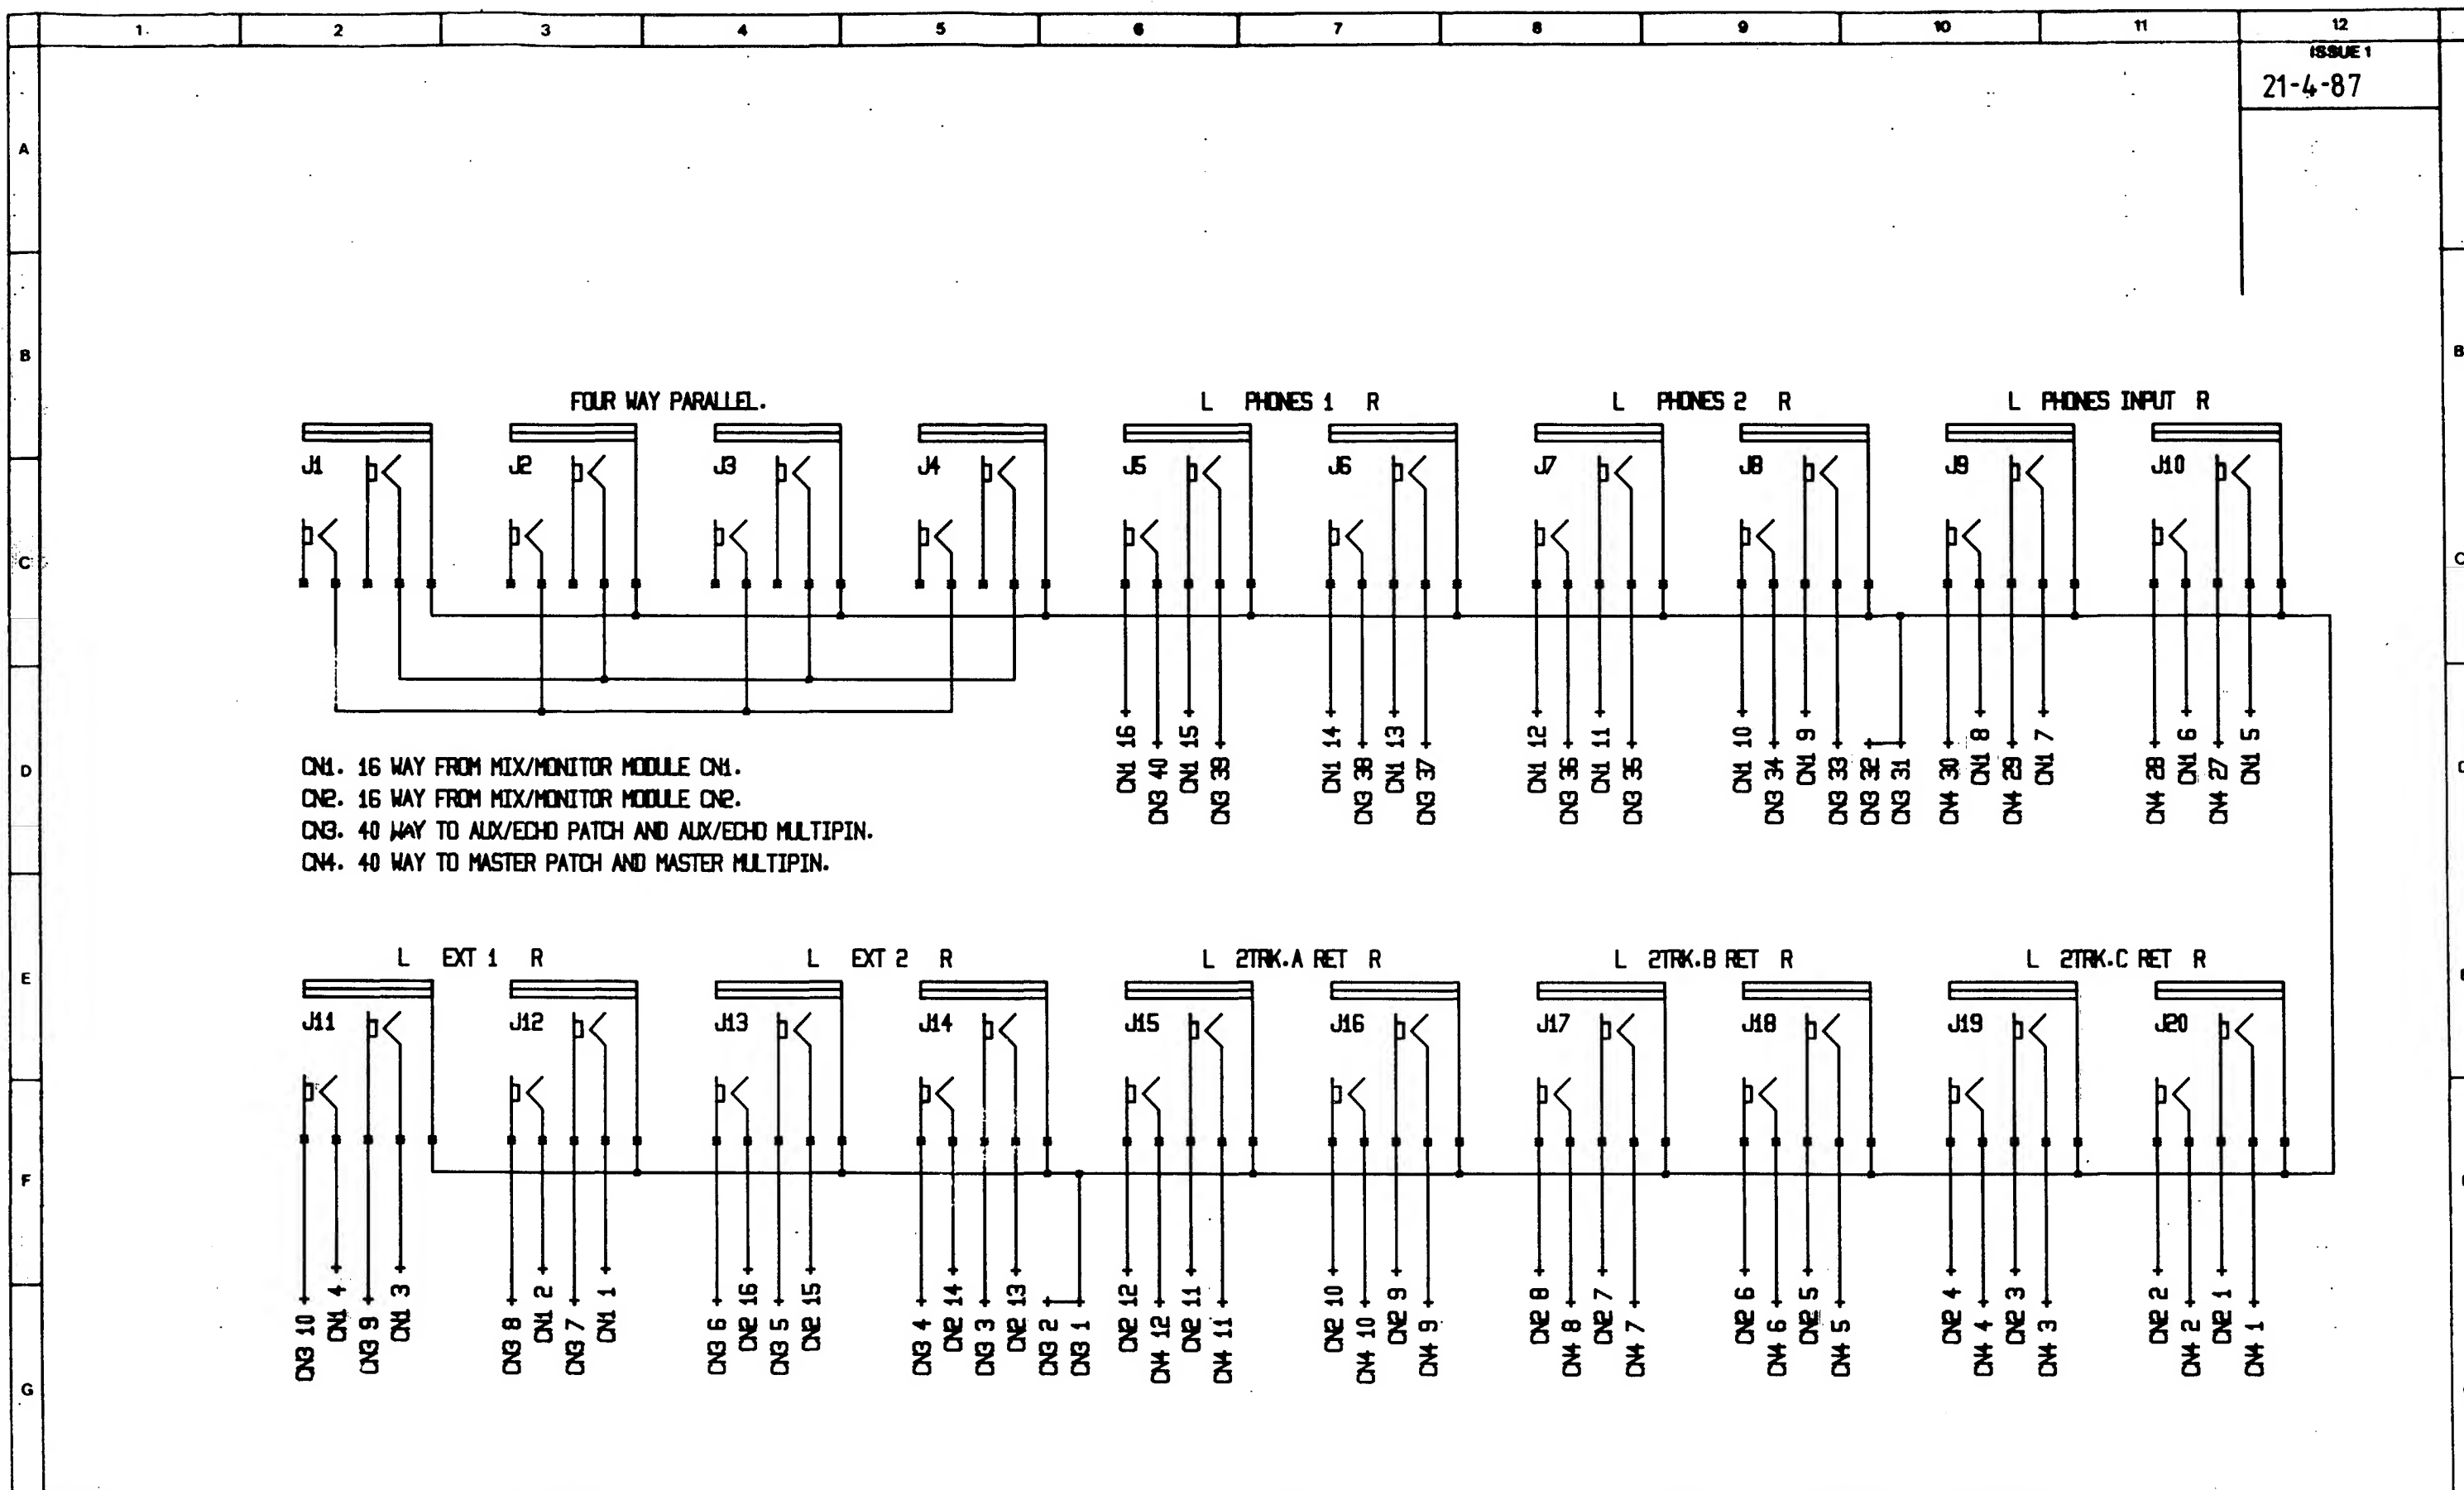 1. 2 3 4 5 6 7 8 9 10 11 12
ISSUE 1
21-4-87
A
B B
FOUR WAY PARALLEL. L PHONES 1 R L PHONES 2 R L PHONES INPUT R
J1 J2 J3 J4 J5 J6 J7 J8 J9 J10
C
CN1 16 CN3 40 CN1 15 CN3 39 CN1 14 CN3 38 CN1 13 CN3 37 CN1 12 CN3 36 CN1 11 CN3 35 CN1 10 CN3 34 CN1 9 CN3 33 CN3 32 CN3 31 CN4 30 CN1 8 CN4 29 CN1 7 CN4 28 CN1 6 CN4 27 CN1 5
D
CN1. 16 WAY FROM MIX/MONITOR MODULE CN1.
CN2. 16 WAY FROM MIX/MONITOR MODULE CN2.
CN3. 40 WAY TO AUX/ECHO PATCH AND AUX/ECHO MULTIPIN.
CN4. 40 WAY TO MASTER PATCH AND MASTER MULTIPIN.
L EXT 1 R L EXT 2 R L 2TRK.A RET R L 2TRK.B RET R L 2TRK.C RET R
E
J11 J12 J13 J14 J15 J16 J17 J18 J19 J20
F
CN3 10 CN1 4 CN3 9 CN1 3 CN3 8 CN1 2 CN3 7 CN1 1 CN3 6 CN2 16 CN3 5 CN2 15 CN3 4 CN2 14 CN3 3 CN2 13 CN3 2 CN3 1 CN2 12 CN4 12 CN2 11 CN4 11 CN2 10 CN4 10 CN2 9 CN4 9 CN2 8 CN4 8 CN2 7 CN4 7 CN2 6 CN4 6 CN2 5 CN4 5 CN2 4 CN4 4 CN2 3 CN4 3 CN2 2 CN4 2 CN2 1 CN4 1
G